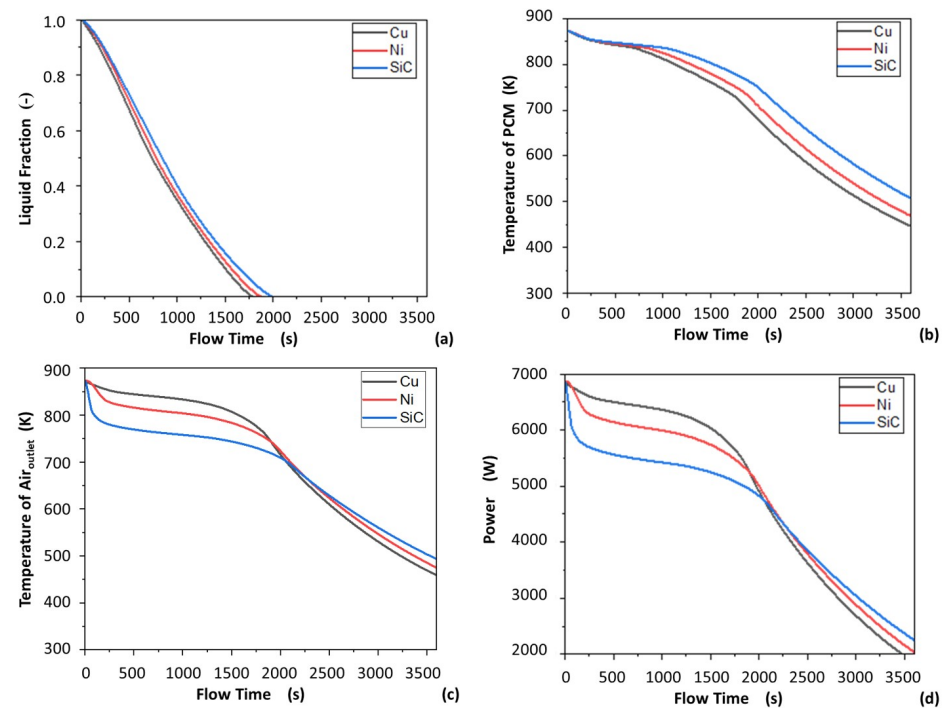 1.0
0.8
0.6
0.4
0.2
0.0
Liquid Fraction (-)
Cu
Ni
SiC
0 500 1000 1500 2000 2500 3000 3500
Flow Time (s)
(a)
900
800
700
600
500
400
300
Temperature of PCM (K)
Cu
Ni
SiC
0 500 1000 1500 2000 2500 3000 3500
Flow Time (s)
(b)
900
800
700
600
500
400
300
Temperature of Air outlet (K)
Cu
Ni
SiC
0 500 1000 1500 2000 2500 3000 3500
Flow Time (s)
(c)
7000
6000
5000
4000
3000
2000
Power (W)
Cu
Ni
SiC
0 500 1000 1500 2000 2500 3000 3500
Flow Time (s)
(d)